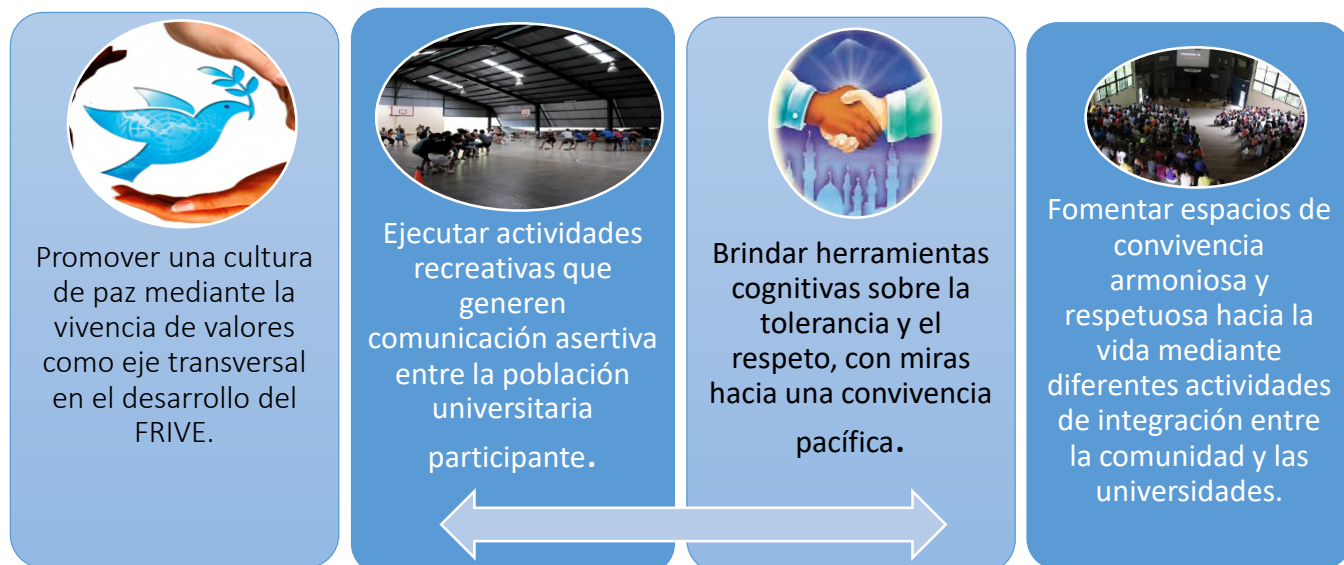 Promover una cultura
de paz mediante la
vivencia de valores
como eje transversal
en el desarrollo del
FRIVE.
Ejecutar actividades
recreativas que
generen
comunicación asertiva
entre la población
universitaria
participante.
Brindar herramientas
cognitivas sobre la
tolerancia y el
respeto, con miras
hacia una convivencia
pacífica.
Fomentar espacios de
convivencia
armoniosa y
respetuosa hacia la
vida mediante
diferentes actividades
de integración entre
la comunidad y las
universidades.